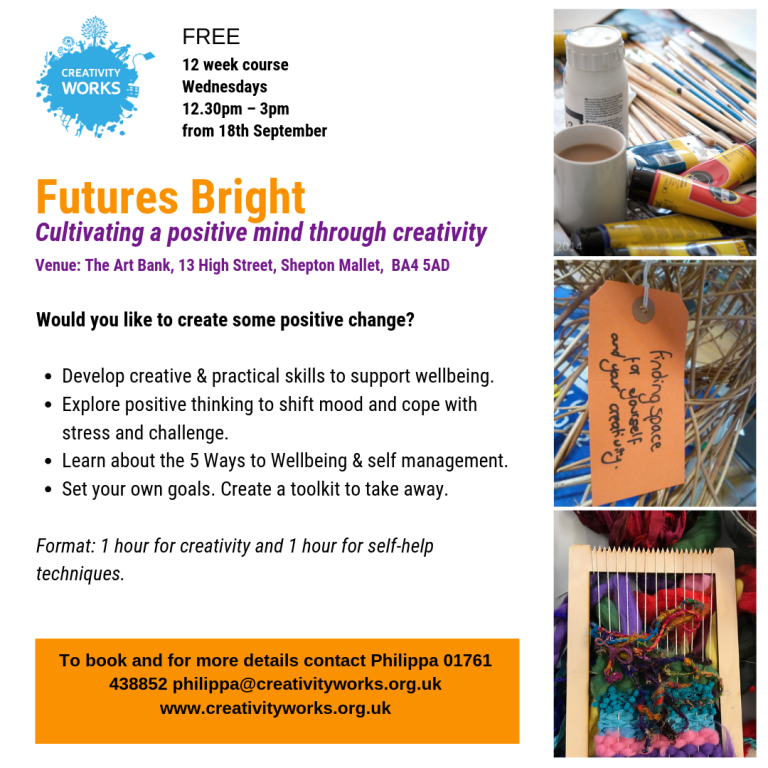 CREATIVITY
WORKS
FREE
12 week course
Wednesdays
12.30pm – 3pm
from 18th September
Futures Bright
Cultivating a positive mind through creativity
Venue: The Art Bank, 13 High Street, Shepton Mallet, BA4 5AD
Would you like to create some positive change?
• Develop creative & practical skills to support wellbeing.
• Explore positive thinking to shift mood and cope with
stress and challenge.
• Learn about the 5 Ways to Wellbeing & self management.
• Set your own goals. Create a toolkit to take away.
Format: 1 hour for creativity and 1 hour for self-help
techniques.
To book and for more details contact Philippa 01761
438852 philippa@creativityworks.org.uk
www.creativityworks.org.uk
finding space
for yourself
and your creativity.